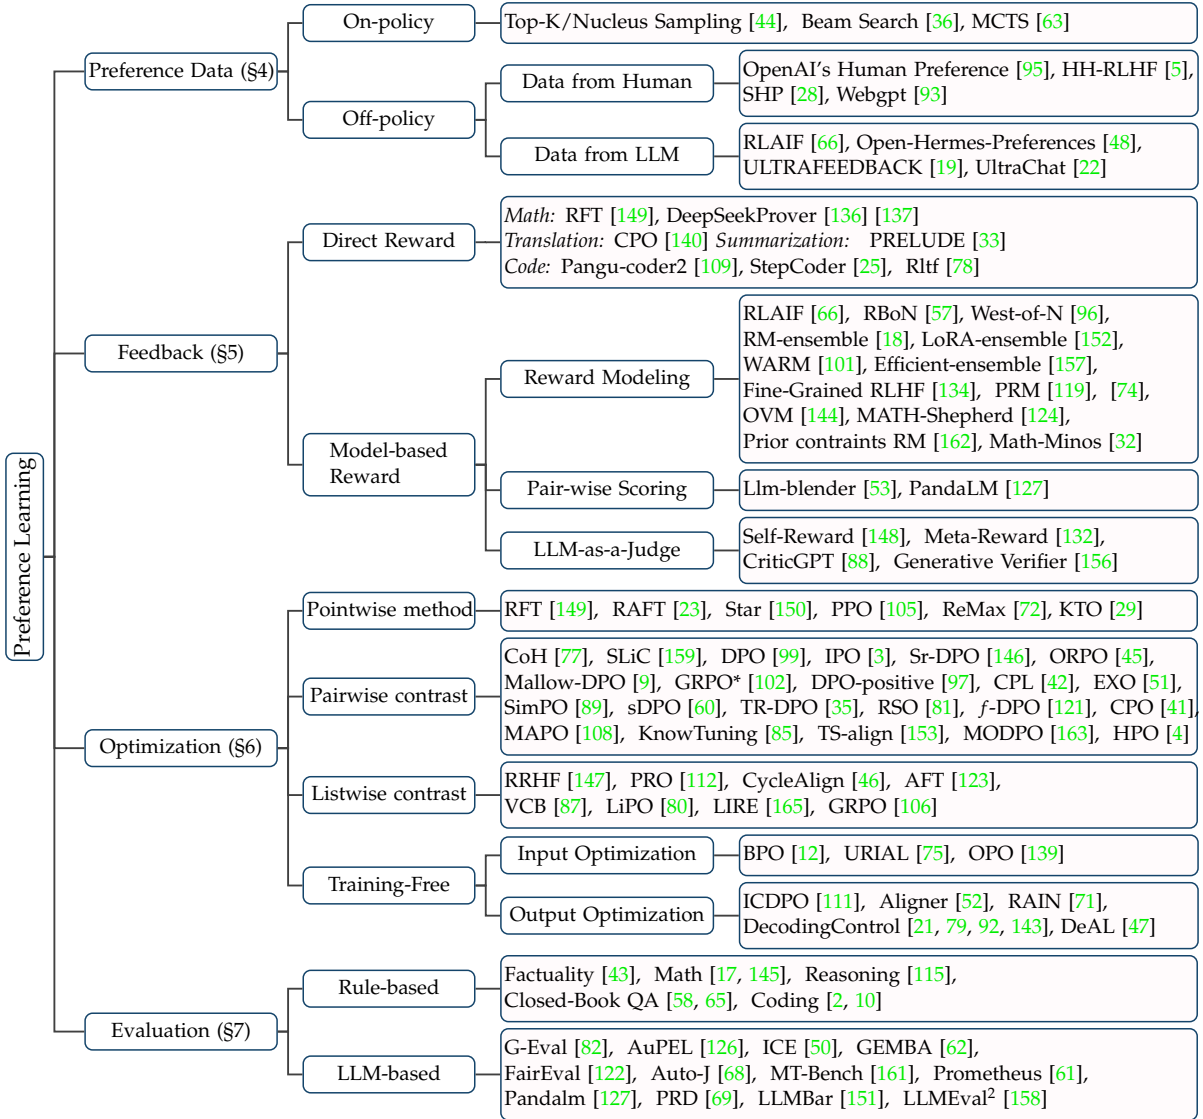 Preference Learning
Preference Data (§4)
On-policy
Top-K/Nucleus Sampling [44], Beam Search [36], MCTS [63]
Off-policy
Data from Human
OpenAI's Human Preference [95], HH-RLHF [5],
SHP [28], Webgpt [93]
Data from LLM
RLAIF [66], Open-Hermes-Preferences [48],
ULTRAFEEDBACK [19], UltraChat [22]
Feedback (§5)
Direct Reward
Math: RFT [149], DeepSeekProver [136] [137]
Translation: CPO [140] Summarization: PRELUDE [33]
Code: Pangu-coder2 [109], StepCoder [25], Rltf [78]
Model-based
Reward
Reward Modeling
RLAIF [66], RBoN [57], West-of-N [96],
RM-ensemble [18], LoRA-ensemble [152],
WARM [101], Efficient-ensemble [157],
Fine-Grained RLHF [134], PRM [119], [74],
OVM [144], MATH-Shepherd [124],
Prior contraints RM [162], Math-Minos [32]
Pair-wise Scoring
Llm-blender [53], PandaLM [127]
LLM-as-a-Judge
Self-Reward [148], Meta-Reward [132],
CriticGPT [88], Generative Verifier [156]
Optimization (§6)
Pointwise method
RFT [149], RAFT [23], Star [150], PPO [105], ReMax [72], KTO [29]
Pairwise contrast
CoH [77], SLiC [159], DPO [99], IPO [3], Sr-DPO [146], ORPO [45],
Mallow-DPO [9], GRPO* [102], DPO-positive [97], CPL [42], EXO [51],
SimPO [89], sDPO [60], TR-DPO [35], RSO [81], f-DPO [121], CPO [41],
MAPO [108], KnowTuning [85], TS-align [153], MODPO [163], HPO [4]
Listwise contrast
RRHF [147], PRO [112], CycleAlign [46], AFT [123],
VCB [87], LiPO [80], LIRE [165], GRPO [106]
Training-Free
Input Optimization
BPO [12], URIAL [75], OPO [139]
Output Optimization
ICDPO [111], Aligner [52], RAIN [71],
DecodingControl [21, 79, 92, 143], DeAL [47]
Evaluation (§7)
Rule-based
Factuality [43], Math [17, 145], Reasoning [115],
Closed-Book QA [58, 65], Coding [2, 10]
LLM-based
G-Eval [82], AuPEL [126], ICE [50], GEMBA [62],
FairEval [122], Auto-J [68], MT-Bench [161], Prometheus [61],
Pandalm [127], PRD [69], LLMBar [151], LLMEval² [158]